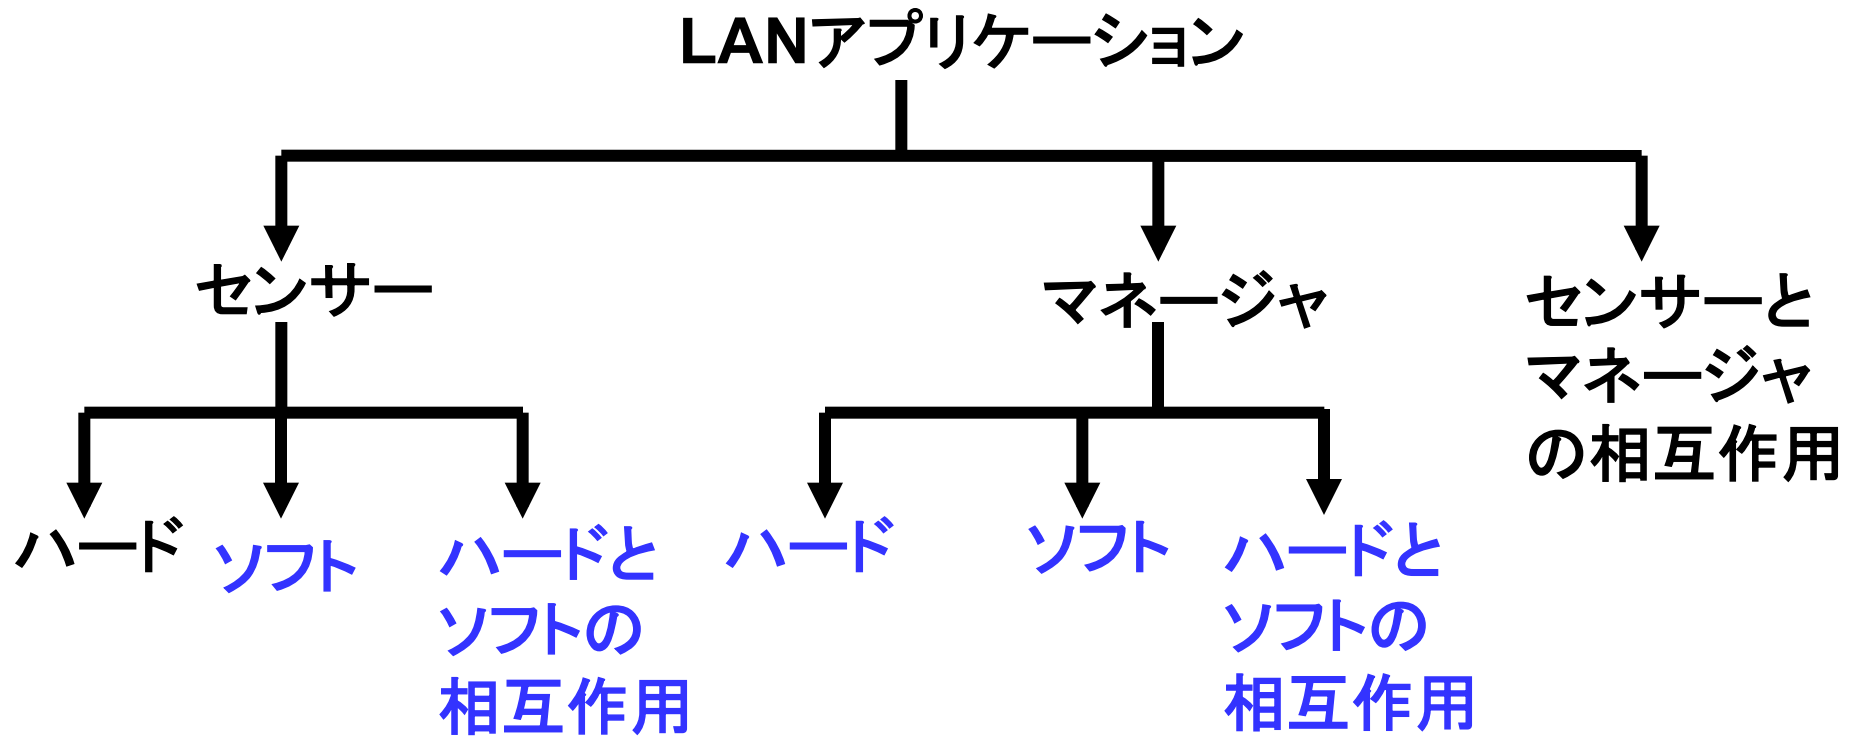 LANアプリケーション
センサー
マネージャ
センサーと
マネージャ
の相互作用
ハード
ソフト
ハードと
ソフトの
相互作用
ハード
ソフト
ハードと
ソフトの
相互作用